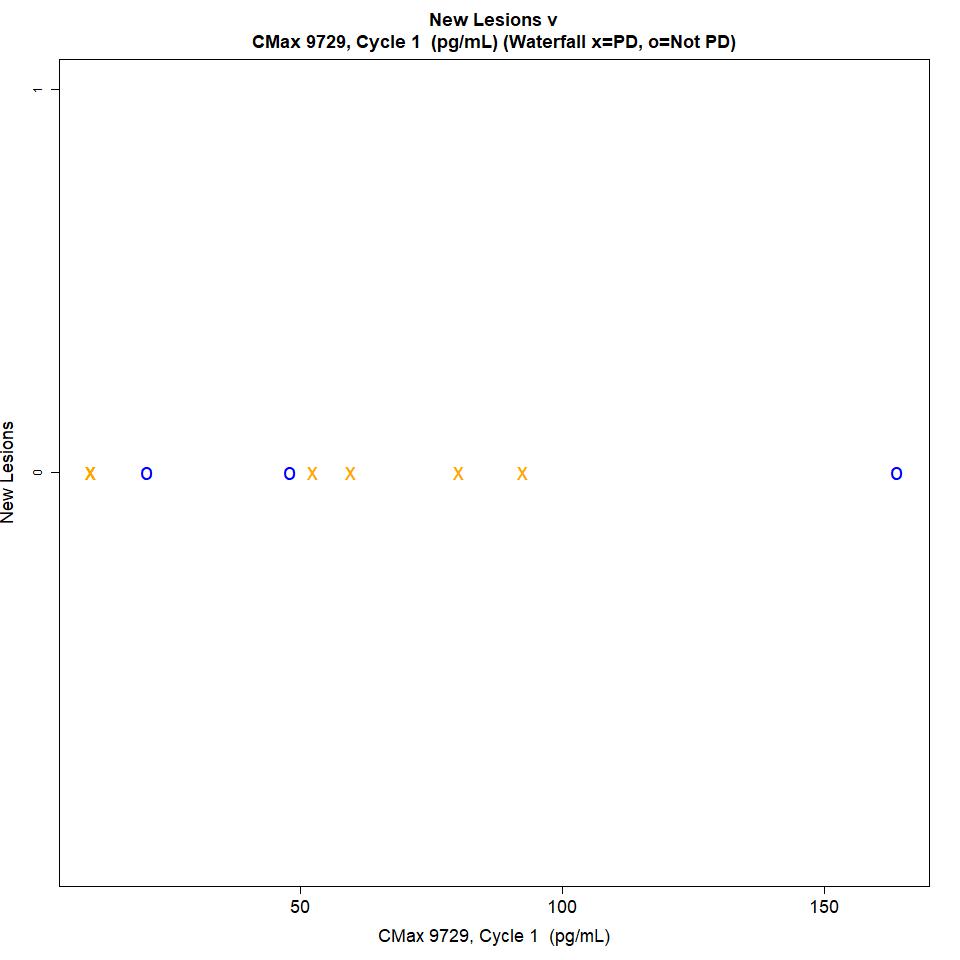 New Lesions v
CMax 9729, Cycle 1  (pg/mL) (Waterfall x=PD, o=Not PD)
1
New Lesions
0
X O O X X X X O
50 100 150
CMax 9729, Cycle 1  (pg/mL)